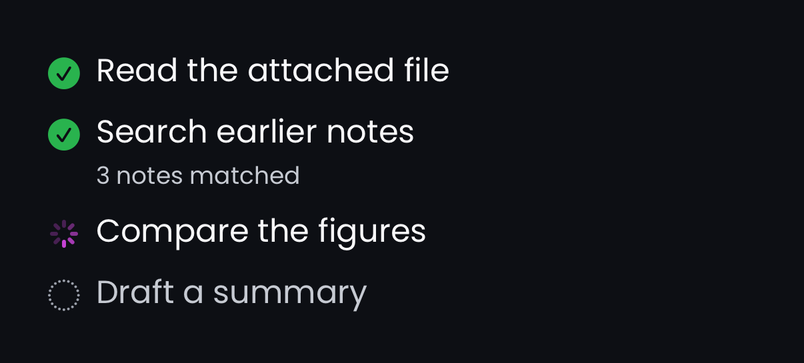 Read the attached file
Search earlier notes
3 notes matched
Compare the figures
Draft a summary